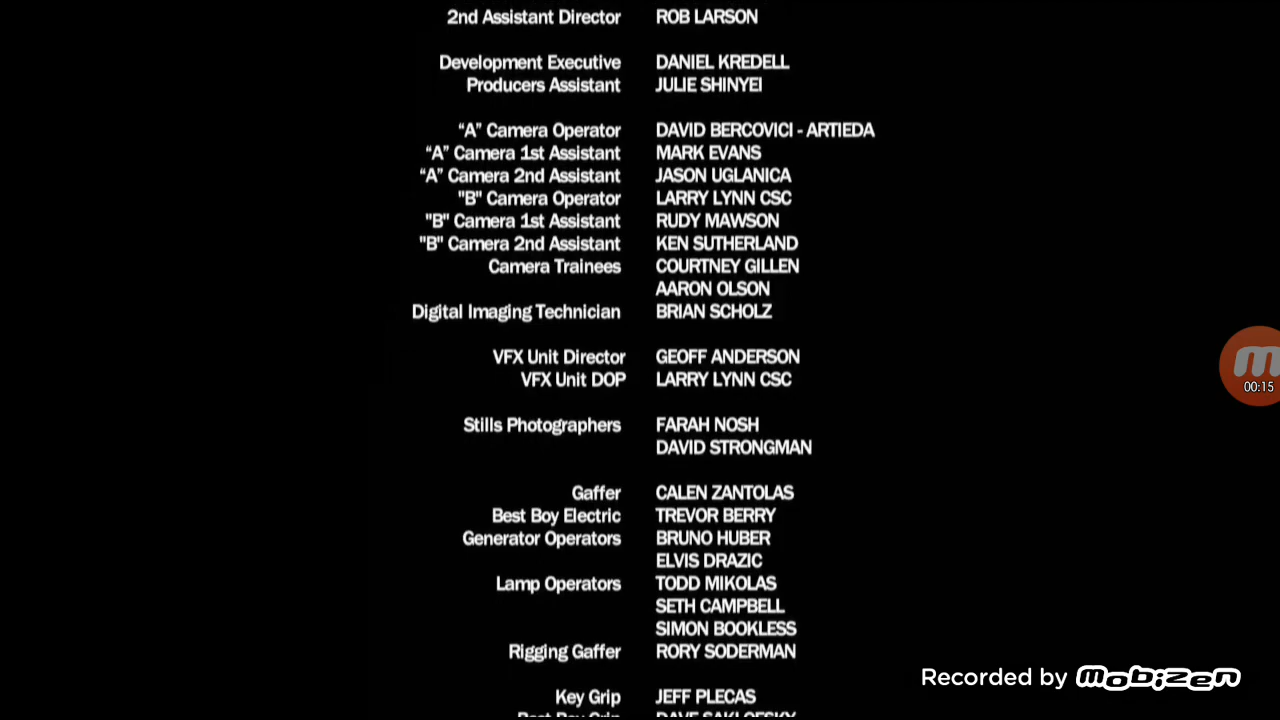 2nd Assistant Director ROB LARSON
Development Executive DANIEL KREDELL
Producers Assistant JULIE SHINYEI
“A” Camera Operator DAVID BERCOVICI - ARTIEDA
“A” Camera 1st Assistant MARK EVANS
“A” Camera 2nd Assistant JASON UGLANICA
"B" Camera Operator LARRY LYNN CSC
"B" Camera 1st Assistant RUDY MAWSON
"B" Camera 2nd Assistant KEN SUTHERLAND
Camera Trainees COURTNEY GILLEN
AARON OLSON
Digital Imaging Technician BRIAN SCHOLZ
VFX Unit Director GEOFF ANDERSON
VFX Unit DOP LARRY LYNN CSC
m
00:15
Stills Photographers FARAH NOSH
DAVID STRONGMAN
Gaffer CALEN ZANTOLAS
Best Boy Electric TREVOR BERRY
Generator Operators BRUNO HUBER
ELVIS DRAZIC
Lamp Operators TODD MIKOLAS
SETH CAMPBELL
SIMON BOOKLESS
Rigging Gaffer RORY SODERMAN
Recorded by mobizen
Key Grip JEFF PLECAS
Best Boy Grip DAVE SAKLOFSKY